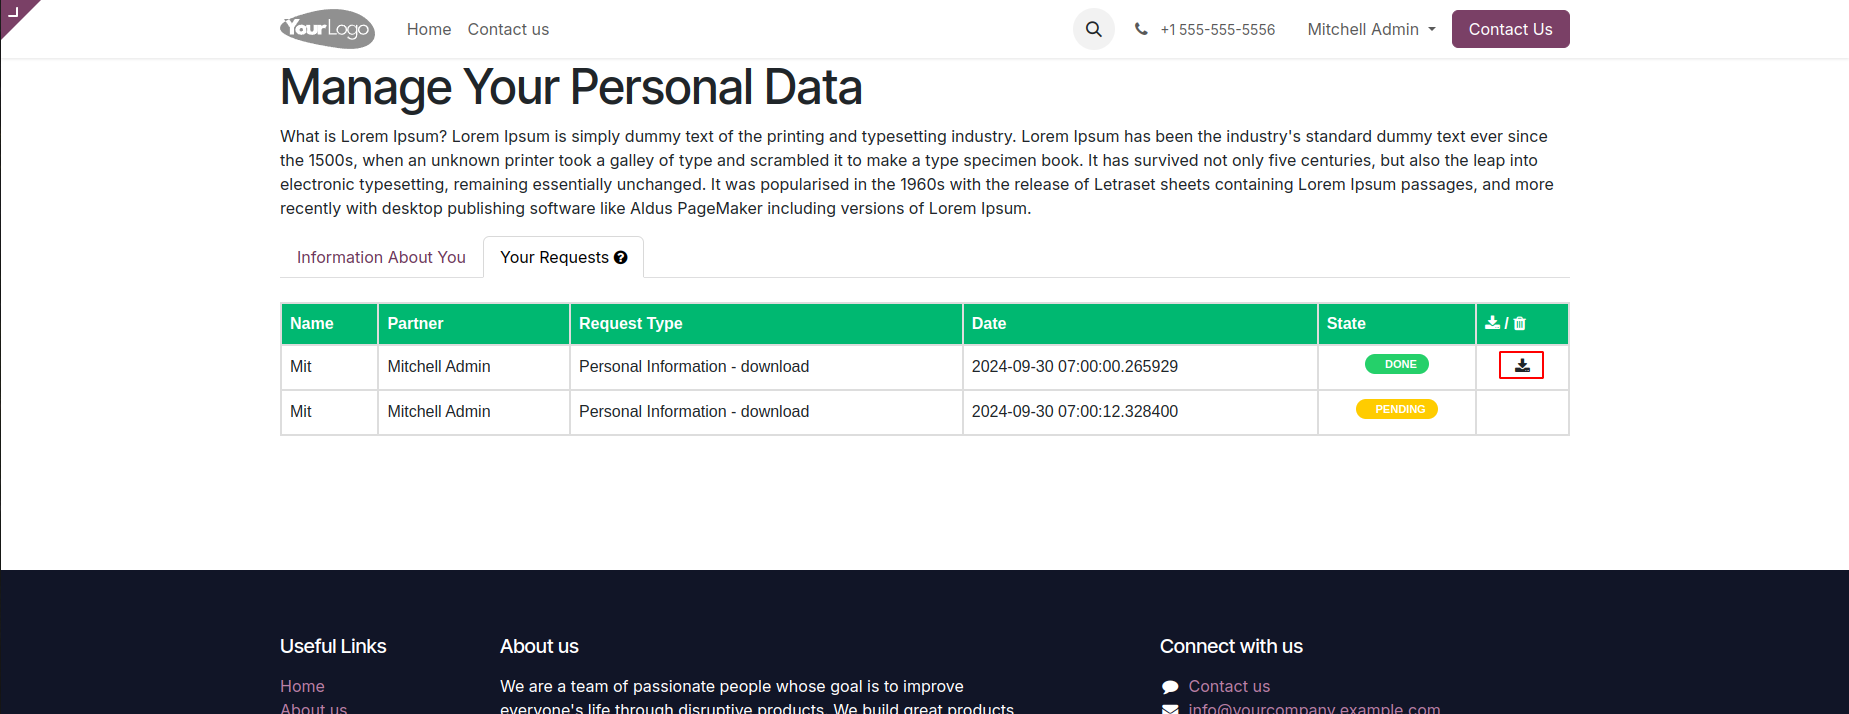 YourLogo Home Contact us +1 555-555-5556 Mitchell Admin Contact Us
Manage Your Personal Data
What is Lorem Ipsum? Lorem Ipsum is simply dummy text of the printing and typesetting industry. Lorem Ipsum has been the industry's standard dummy text ever since
the 1500s, when an unknown printer took a galley of type and scrambled it to make a type specimen book. It has survived not only five centuries, but also the leap into
electronic typesetting, remaining essentially unchanged. It was popularised in the 1960s with the release of Letraset sheets containing Lorem Ipsum passages, and more
recently with desktop publishing software like Aldus PageMaker including versions of Lorem Ipsum.
Information About You Your Requests ?
Name Partner Request Type Date State /
Mit Mitchell Admin Personal Information - download 2024-09-30 07:00:00.265929 DONE
Mit Mitchell Admin Personal Information - download 2024-09-30 07:00:12.328400 PENDING
Useful Links About us Connect with us
Home We are a team of passionate people whose goal is to improve Contact us
About us everyone's life through disruptive products. We build great products info@yourcompany.example.com